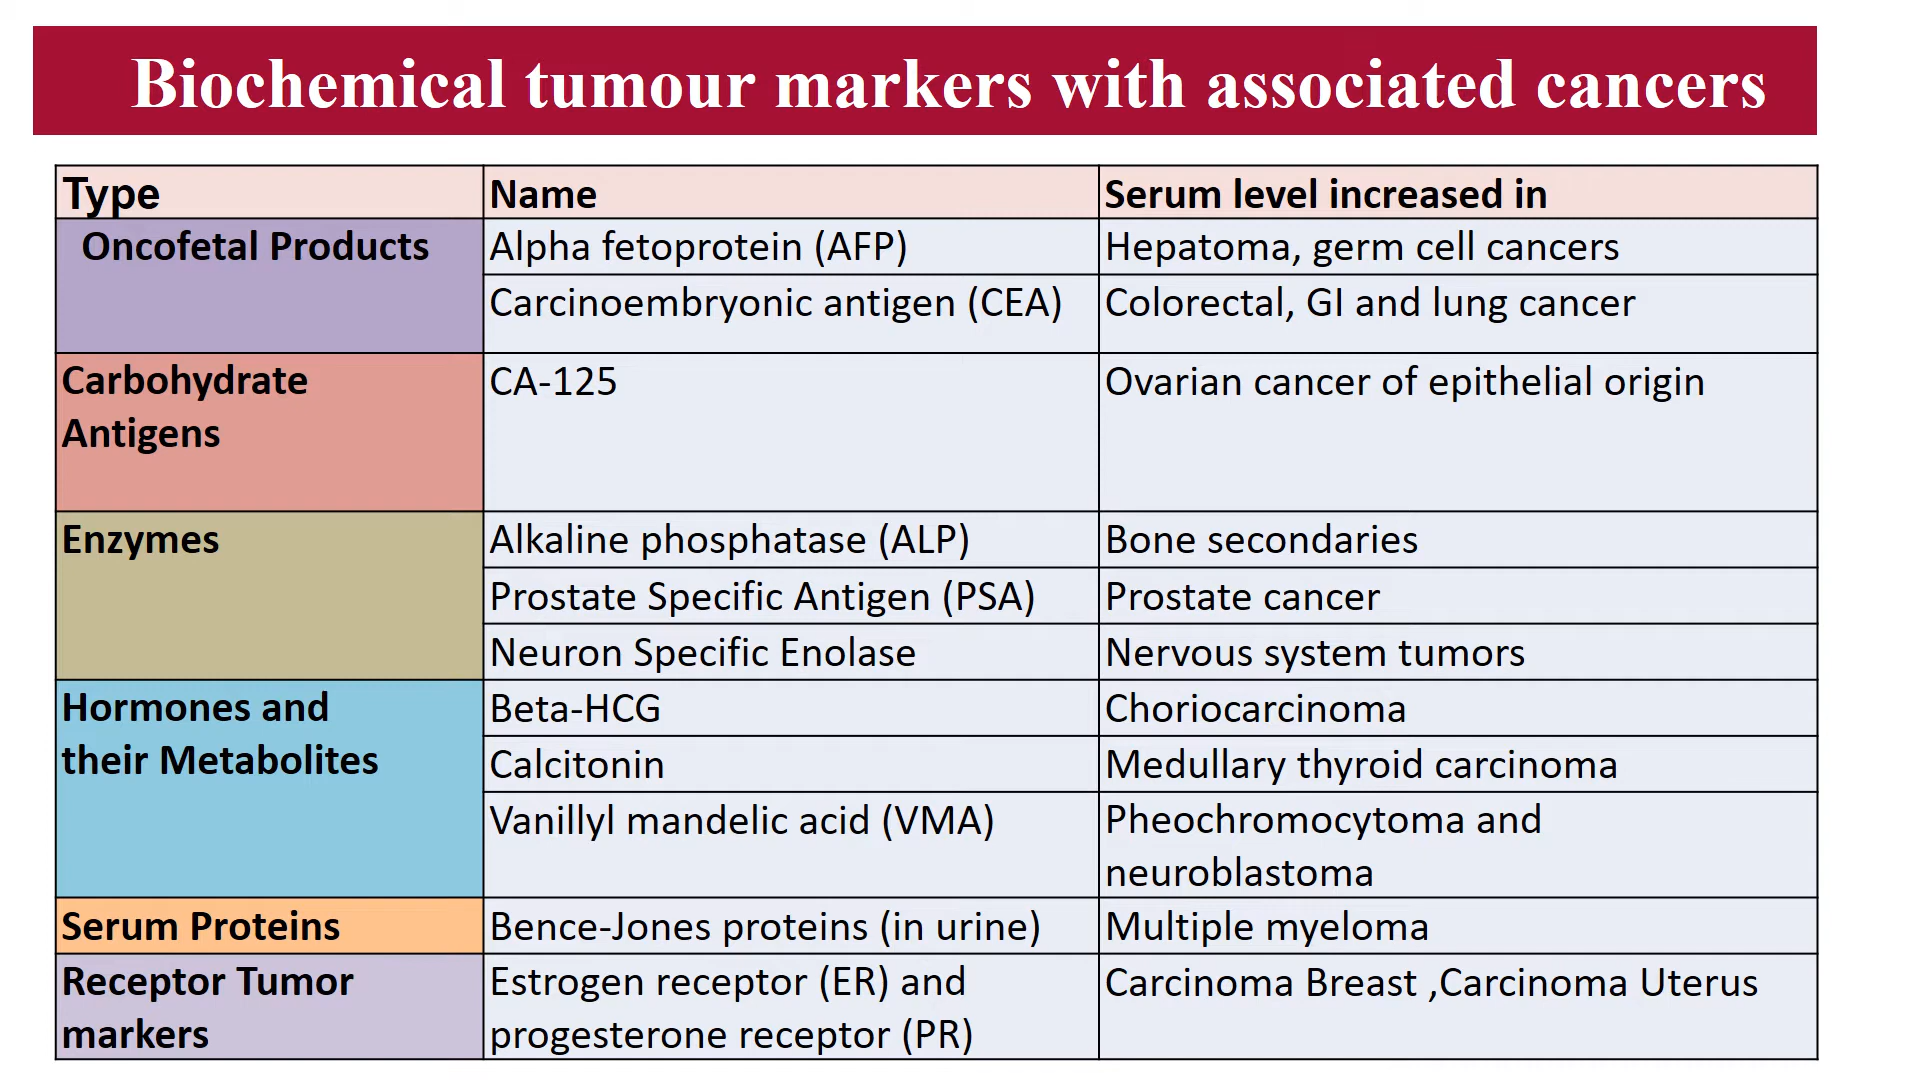 Biochemical tumour markers with associated cancers
Type
Name
Serum level increased in
Oncofetal Products
Alpha fetoprotein (AFP)
Hepatoma, germ cell cancers
Carcinoembryonic antigen (CEA)
Colorectal, GI and lung cancer
Carbohydrate
Antigens
CA-125
Ovarian cancer of epithelial origin
Enzymes
Alkaline phosphatase (ALP)
Bone secondaries
Prostate Specific Antigen (PSA)
Prostate cancer
Neuron Specific Enolase
Nervous system tumors
Hormones and
their Metabolites
Beta-HCG
Choriocarcinoma
Calcitonin
Medullary thyroid carcinoma
Vanillyl mandelic acid (VMA)
Pheochromocytoma and
neuroblastoma
Serum Proteins
Bence-Jones proteins (in urine)
Multiple myeloma
Receptor Tumor
markers
Estrogen receptor (ER) and
progesterone receptor (PR)
Carcinoma Breast ,Carcinoma Uterus